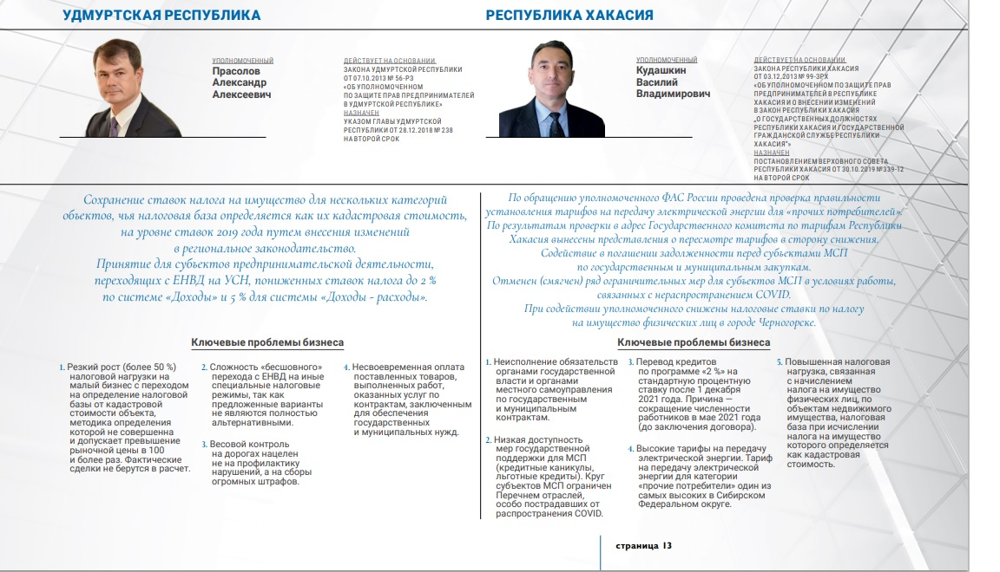 УДМУРТСКАЯ РЕСПУБЛИКА
УПОЛНОМОЧЕННЫЙ
Прасолов
Александр
Алексеевич
ДЕЙСТВУЕТ НА ОСНОВАНИИ
ЗАКОНА УДМУРТСКОЙ РЕСПУБЛИКИ
ОТ 07.10.2013 № 56-РЗ
«ОБ УПОЛНОМОЧЕННОМ
ПО ЗАЩИТЕ ПРАВ ПРЕДПРИНИМАТЕЛЕЙ
В УДМУРТСКОЙ РЕСПУБЛИКЕ»
НАЗНАЧЕН
УКАЗОМ ГЛАВЫ УДМУРТСКОЙ
РЕСПУБЛИКИ ОТ 28.12.2018 № 238
НА ВТОРОЙ СРОК
Сохранение ставок налога на имущество для нескольких категорий
объектов, чья налоговая база определяется как их кадастровая стоимость,
на уровне ставок 2019 года путем внесения изменений
в региональное законодательство.
Принятие для субъектов предпринимательской деятельности,
переходящих с ЕНВД на УСН, пониженных ставок налога до 2 %
по системе «Доходы» и 5 % для системы «Доходы - расходы».
Ключевые проблемы бизнеса
1. Резкий рост (более 50 %)
налоговой нагрузки на
малый бизнес с переходом
на определение налоговой
базы от кадастровой
стоимости объекта,
методика определения
которой не совершенна
и допускает превышение
рыночной цены в 100
и более раз. Фактические
сделки не берутся в расчет.
2. Сложность «бесшовного»
перехода с ЕНВД на иные
специальные налоговые
режимы, так как
предложенные варианты
не являются полностью
альтернативными.
3. Весовой контроль
на дорогах нацелен
не на профилактику
нарушений, а на сборы
огромных штрафов.
4. Несвоевременная оплата
поставленных товаров,
выполненных работ,
оказанных услуг по
контрактам, заключенным
для обеспечения
государственных
и муниципальных нужд.
РЕСПУБЛИКА ХАКАСИЯ
УПОЛНОМОЧЕННЫЙ
Кудашкин
Василий
Владимирович
ДЕЙСТВУЕТ НА ОСНОВАНИИ
ЗАКОНА РЕСПУБЛИКИ ХАКАСИЯ
ОТ 03.12.2013 № 99-ЗРХ
«ОБ УПОЛНОМОЧЕННОМ ПО ЗАЩИТЕ ПРАВ
ПРЕДПРИНИМАТЕЛЕЙ В РЕСПУБЛИКЕ
ХАКАСИЯ И О ВНЕСЕНИИ ИЗМЕНЕНИЙ
В ЗАКОН РЕСПУБЛИКИ ХАКАСИЯ
„О ГОСУДАРСТВЕННЫХ ДОЛЖНОСТЯХ
РЕСПУБЛИКИ ХАКАСИЯ И ГОСУДАРСТВЕННОЙ
ГРАЖДАНСКОЙ СЛУЖБЕ РЕСПУБЛИКИ
ХАКАСИЯ“»
НАЗНАЧЕН
ПОСТАНОВЛЕНИЕМ ВЕРХОВНОГО СОВЕТА
РЕСПУБЛИКИ ХАКАСИЯ ОТ 30.10.2019 №339-12
НА ВТОРОЙ СРОК
По обращению уполномоченного ФАС России проведена проверка правильности
установления тарифов на передачу электрической энергии для «прочих потребителей».
По результатам проверки в адрес Государственного комитета по тарифам Республики
Хакасия вынесены представления о пересмотре тарифов в сторону снижения.
Содействие в погашении задолженности перед субъектами МСП
по государственным и муниципальным закупкам.
Отменен (смягчен) ряд ограничительных мер для субъектов МСП в условиях работы,
связанных с нераспространением COVID.
При содействии уполномоченного снижены налоговые ставки по налогу
на имущество физических лиц в городе Черногорске.
Ключевые проблемы бизнеса
1. Неисполнение обязательств
органами государственной
власти и органами
местного самоуправления
по государственным
и муниципальным
контрактам.
2. Низкая доступность
мер государственной
поддержки для МСП
(кредитные каникулы,
льготные кредиты). Круг
субъектов МСП ограничен
Перечнем отраслей,
особо пострадавших от
распространения COVID.
3. Перевод кредитов
по программе «2 %» на
стандартную процентную
ставку после 1 декабря
2021 года. Причина —
сокращение численности
работников в мае 2021 года
(до заключения договора).
4. Высокие тарифы на передачу
электрической энергии. Тариф
на передачу электрической
энергии для категории
«прочие потребители» один из
самых высоких в Сибирском
Федеральном округе.
5. Повышенная налоговая
нагрузка, связанная
с начислением
налога на имущество
физических лиц, по
объектам недвижимого
имущества, налоговая
база при исчислении
налога на имущество
которого определяется
как кадастровая
стоимость.
страница 13